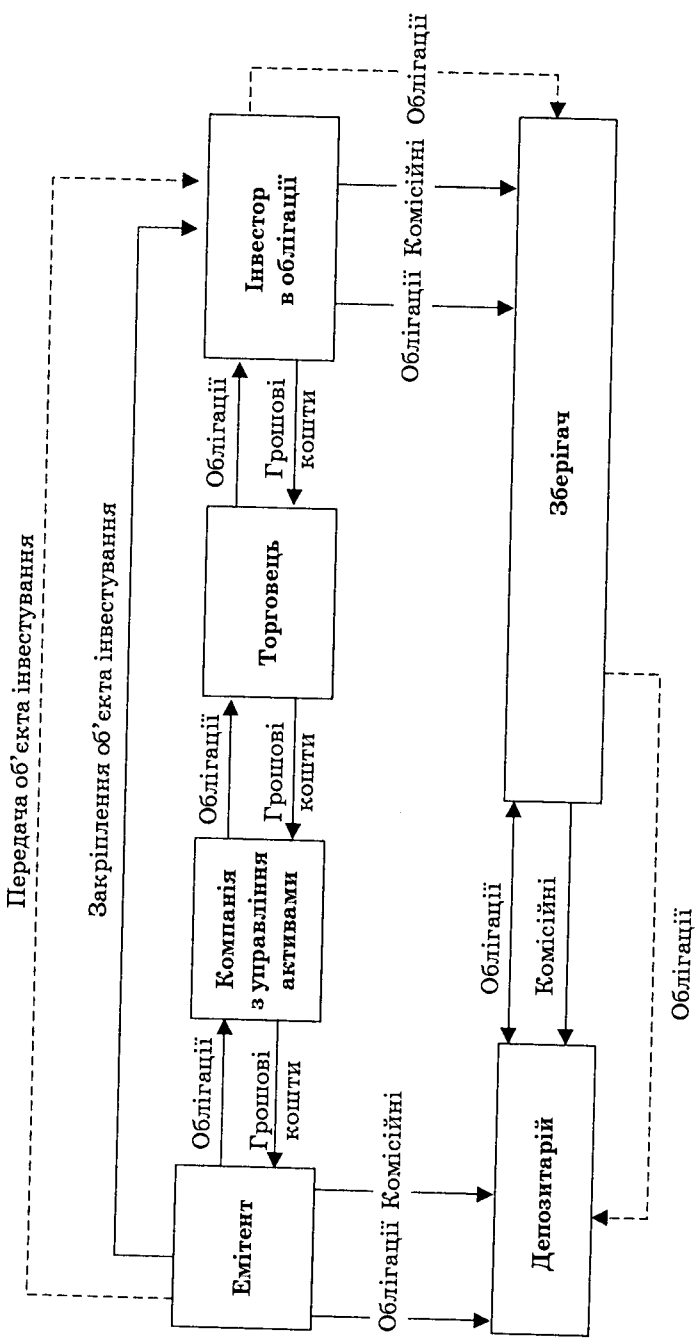 Передача об’єкта інвестування
Закріплення об’єкта інвестування
Емітент
Облігації
Грошові
кошти
Компанія
з управління
активами
Облігації
Грошові
кошти
Торговець
Облігації
Грошові
кошти
Інвестор
в облігації
Облігації Комісійні
Облігації Комісійні Облігації
Депозитарій
Облігації
Комісійні
Зберігач
Облігації